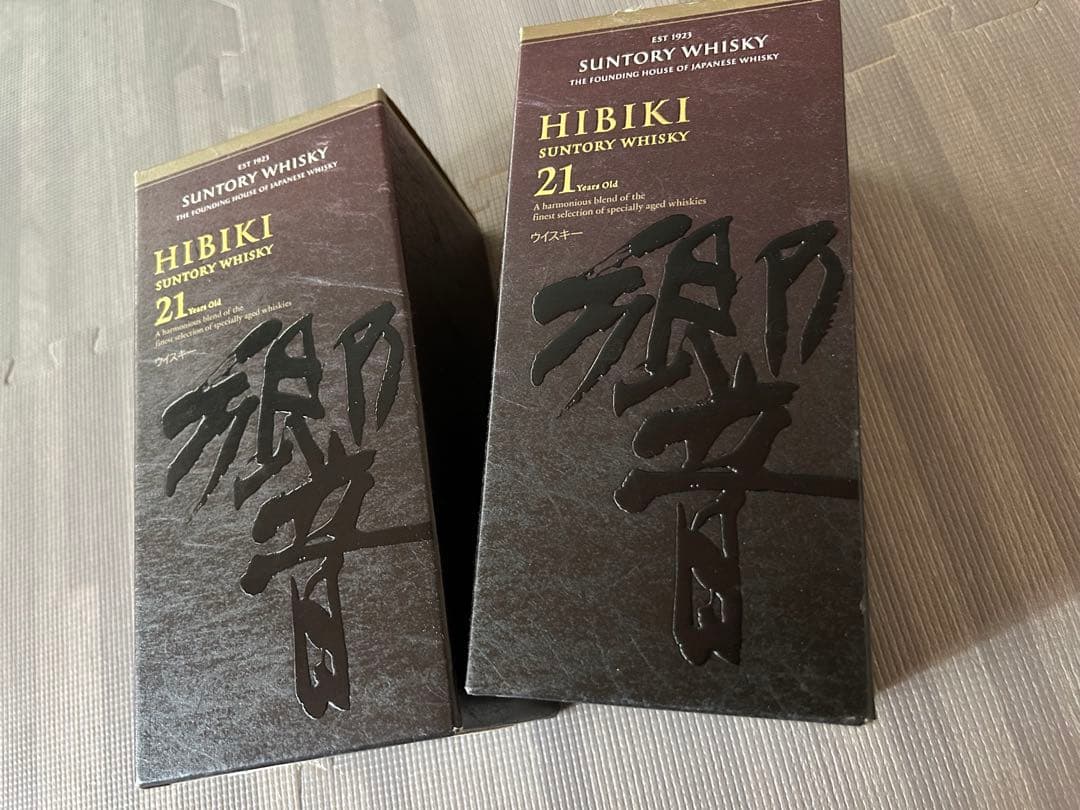 EST 1923
SUNTORY WHISKY
THE FOUNDING HOUSE OF JAPANESE WHISKY
HIBIKI
SUNTORY WHISKY
21 Years Old
A harmonious blend of the
finest selection of specially aged whiskies
ウイスキー
響
EST 1923
SUNTORY WHISKY
THE FOUNDING HOUSE OF JAPANESE WHISKY
HIBIKI
SUNTORY WHISKY
21 Years Old
A harmonious blend of the
finest selection of specially aged whiskies
ウイスキー
響